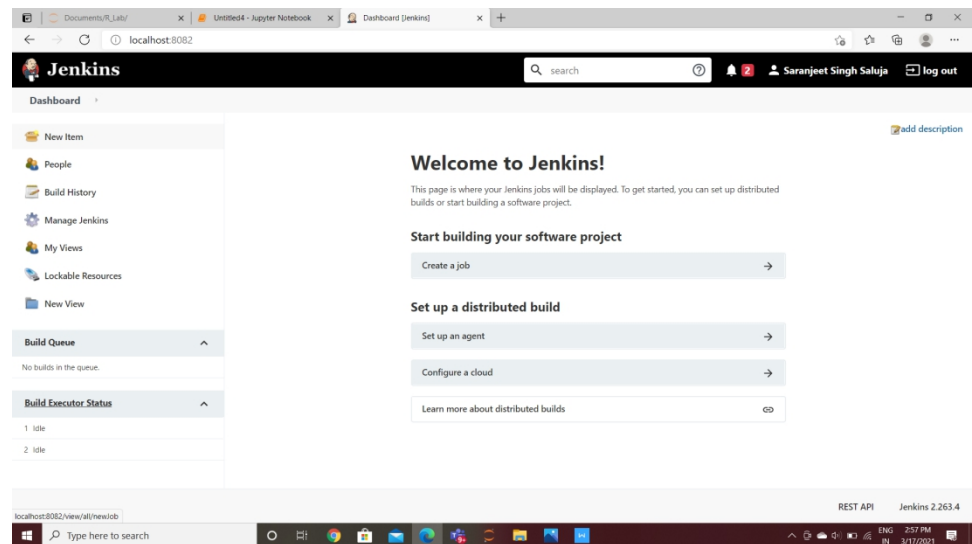 Documents/R_Lab/
Untitled4 - Jupyter Notebook
Dashboard [Jenkins]
localhost:8082
Jenkins
search
2
Saranjeet Singh Saluja
log out
Dashboard
add description
New Item
People
Build History
Manage Jenkins
My Views
Lockable Resources
New View
Build Queue
No builds in the queue.
Build Executor Status
1 Idle
2 Idle
Welcome to Jenkins!
This page is where your Jenkins jobs will be displayed. To get started, you can set up distributed
builds or start building a software project.
Start building your software project
Create a job
Set up a distributed build
Set up an agent
Configure a cloud
Learn more about distributed builds
REST API
Jenkins 2.263.4
localhost:8082/view/all/newJob
Type here to search
ENG
IN
2:57 PM
3/17/2021